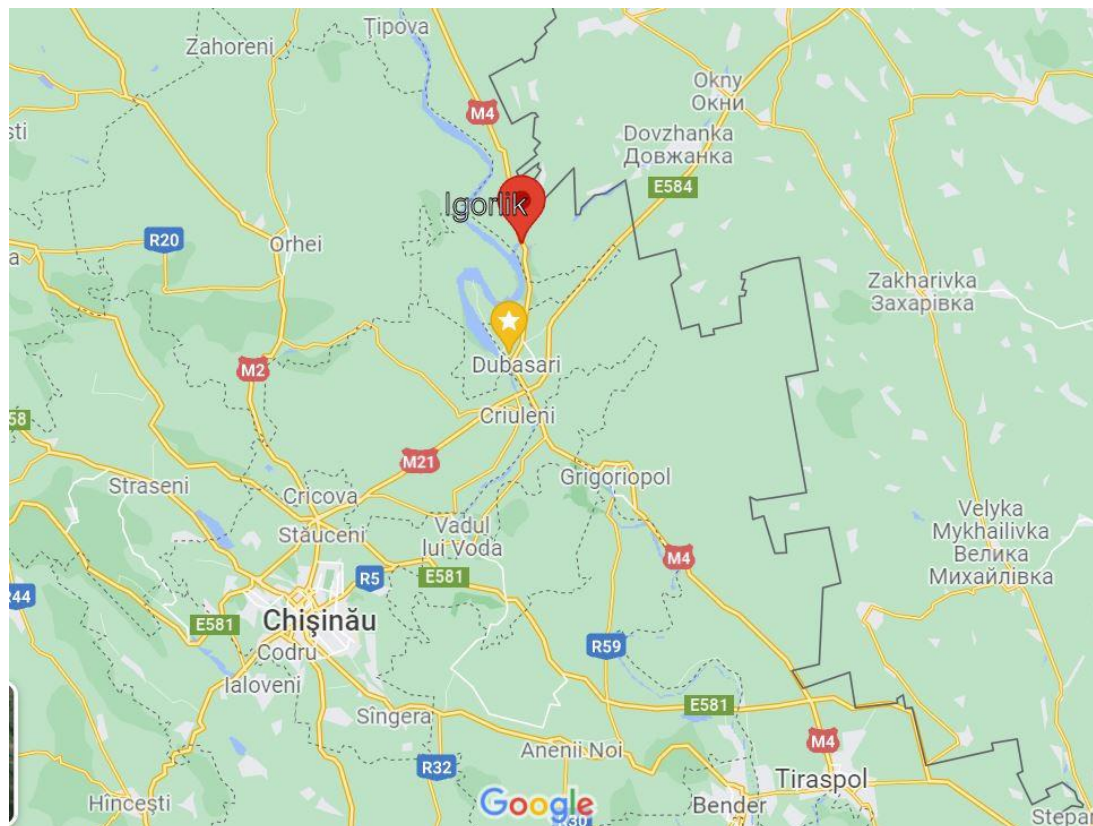 Ţipova
Zahoreni
Okny
Окни
sti
M4
Dovzhanka
Довжанка
E584
Igorlik
R20
Orhei
a
Zakharivka
Захарівка
Dubasari
M2
Criuleni
58
M21
Straseni
Cricova
Grigoriopol
Stăuceni
Vadul
lui Voda
Velyka
Mykhailivka
Велика
Михайлівка
M4
R5
E581
R44
E581
Chişinău
Codru
R59
Ialoveni
Sîngera
E581
Anenii Noi
M4
R32
Tiraspol
Hîncești
Google
R30
Bender
Stepan